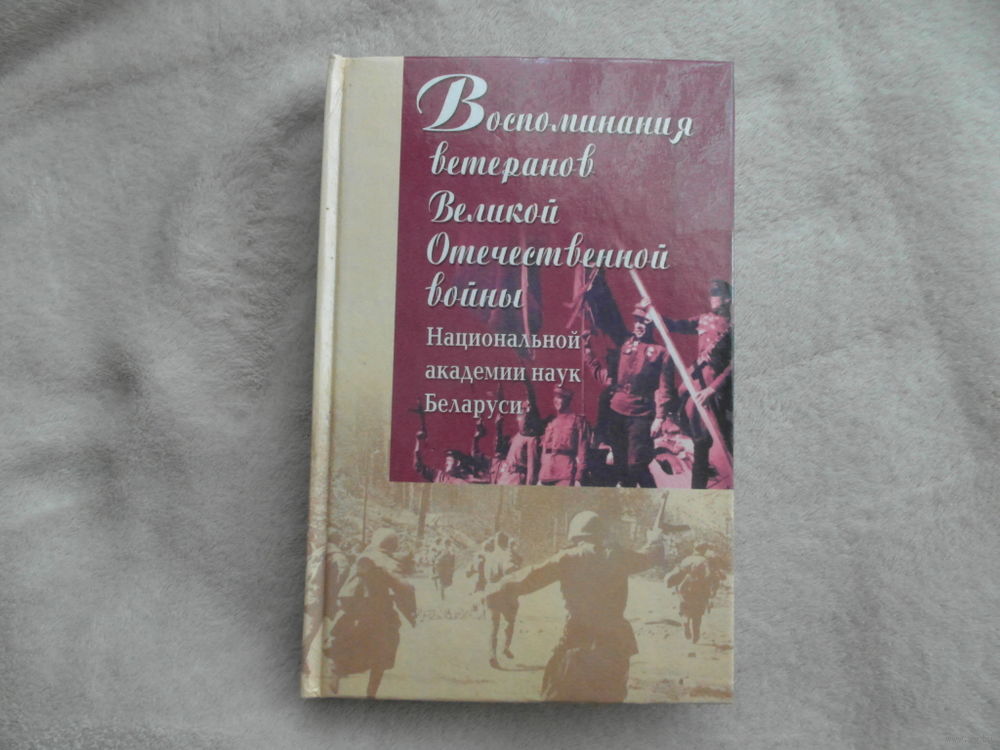 Воспоминания
ветеранов
Великой
Отечественной
войны
Национальной
академии наук
Беларуси